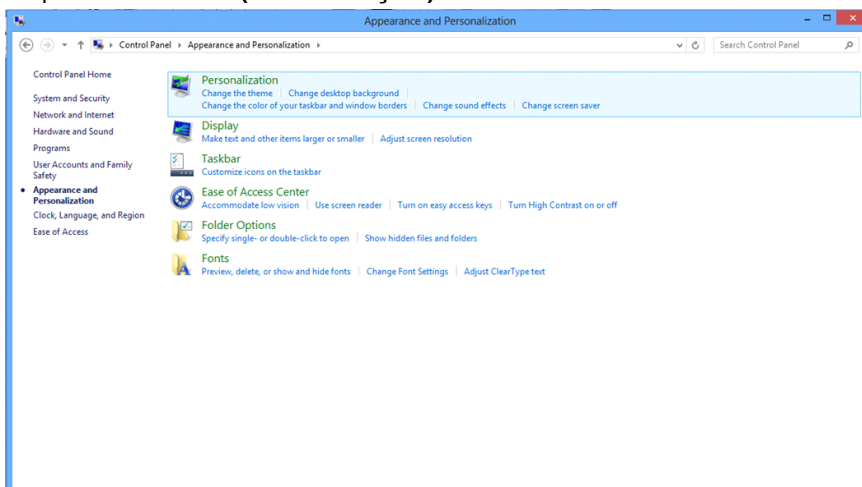 Appearance and Personalization
Control Panel Appearance and Personalization
Search Control Panel
Control Panel Home
System and Security
Network and Internet
Hardware and Sound
Programs
User Accounts and Family
Safety
Appearance and
Personalization
Clock, Language, and Region
Ease of Access
Personalization
Change the theme Change desktop background
Change the color of your taskbar and window borders Change sound effects Change screen saver
Display
Make text and other items larger or smaller Adjust screen resolution
Taskbar
Customize icons on the taskbar
Ease of Access Center
Accommodate low vision Use screen reader Turn on easy access keys Turn High Contrast on or off
Folder Options
Specify single- or double-click to open Show hidden files and folders
Fonts
Preview, delete, or show and hide fonts Change Font Settings Adjust ClearType text